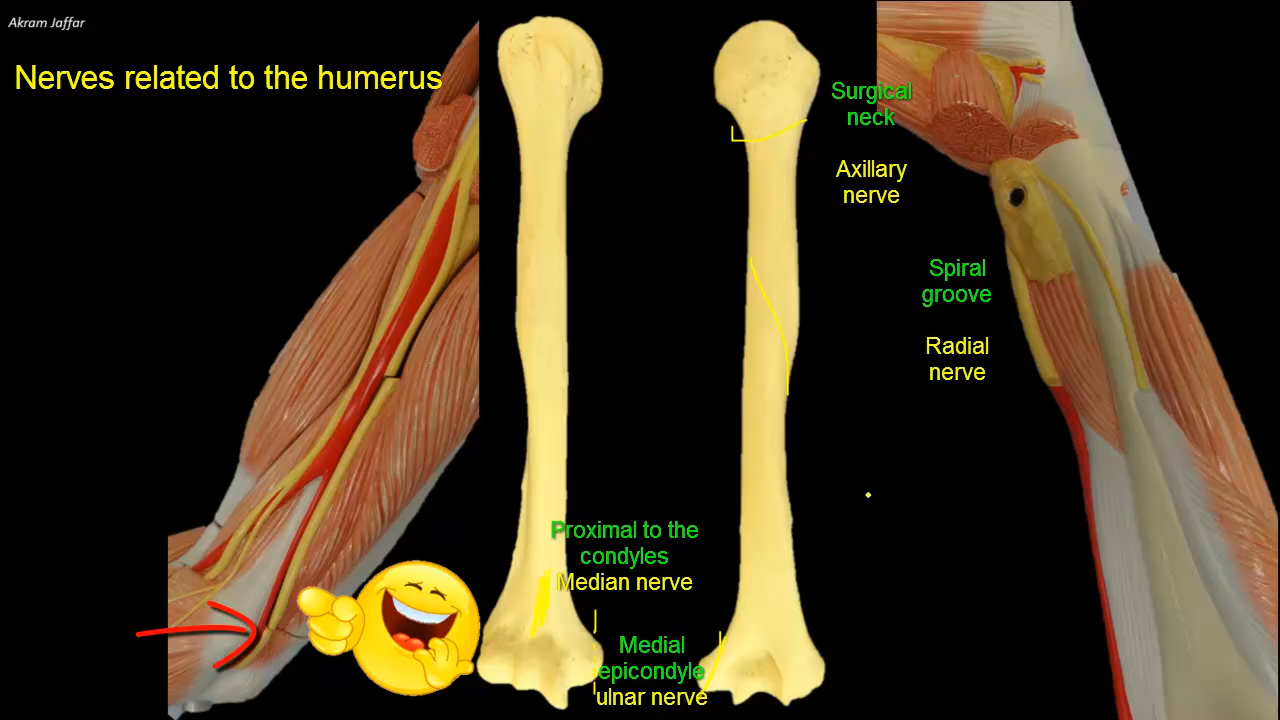 Akram Jaffar
Nerves related to the humerus
Surgical
neck
Axillary
nerve
Spiral
groove
Radial
nerve
Proximal to the
condyles
Median nerve
Medial
epicondyle
ulnar nerve